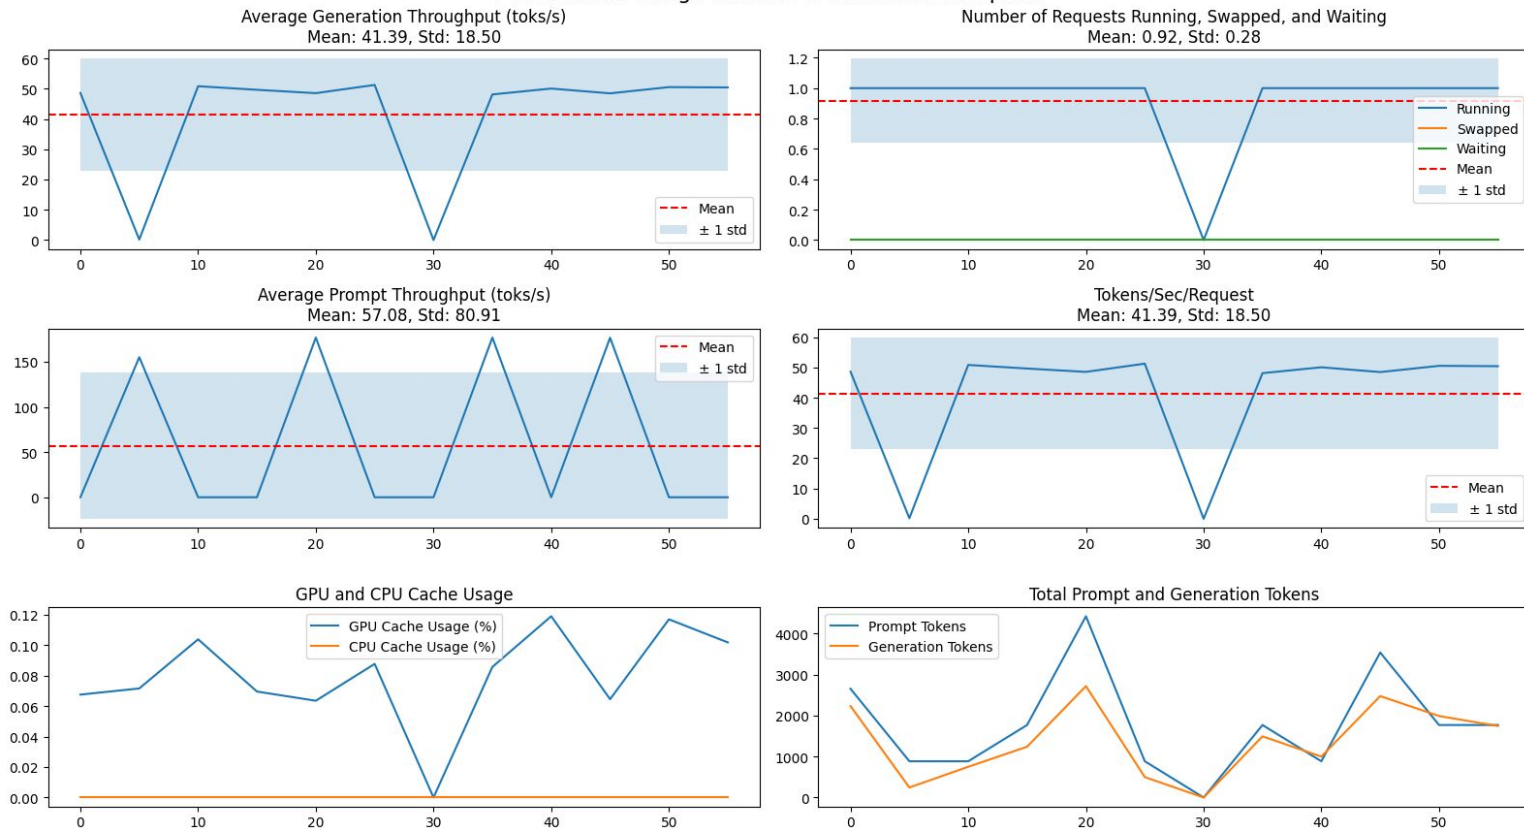 Average Generation Throughput (toks/s)
Mean: 41.39, Std: 18.50
60
50
40
30
20
10
0
Mean
± 1 std
0 10 20 30 40 50
Number of Requests Running, Swapped, and Waiting
Mean: 0.92, Std: 0.28
1.2
1.0
0.8
0.6
0.4
0.2
0.0
Running
Swapped
Waiting
Mean
± 1 std
0 10 20 30 40 50
Average Prompt Throughput (toks/s)
Mean: 57.08, Std: 80.91
150
100
50
0
Mean
± 1 std
0 10 20 30 40 50
Tokens/Sec/Request
Mean: 41.39, Std: 18.50
60
50
40
30
20
10
0
Mean
± 1 std
0 10 20 30 40 50
GPU and CPU Cache Usage
0.12
0.10
0.08
0.06
0.04
0.02
0.00
GPU Cache Usage (%)
CPU Cache Usage (%)
0 10 20 30 40 50
Total Prompt and Generation Tokens
4000
3000
2000
1000
0
Prompt Tokens
Generation Tokens
0 10 20 30 40 50